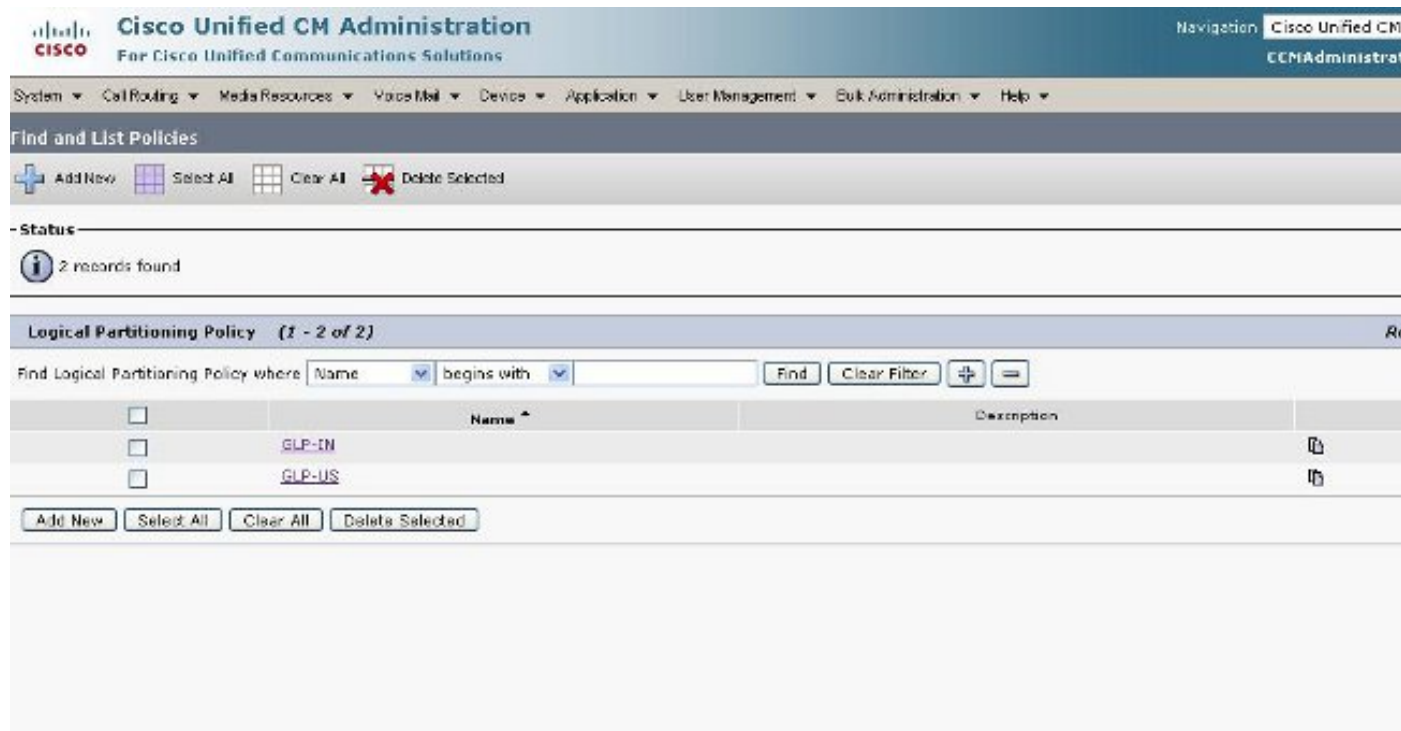 Cisco Unified CM Administration
Navigation Cisco Unified CM
CISCO For Cisco Unified Communications Solutions
CCMAdministrat
System Call Routing Media Resources Voice Mail Device Application User Management Bulk Administration Help
Find and List Policies
Add New Select All Clear All Delete Selected
Status
i 2 records found
Logical Partitioning Policy (1 - 2 of 2) Ro
Find Logical Partitioning Policy where Name begins with Find Clear Filter
Name Description
GLP-IN
GLP-US
Add New Select All Clear All Delete Selected